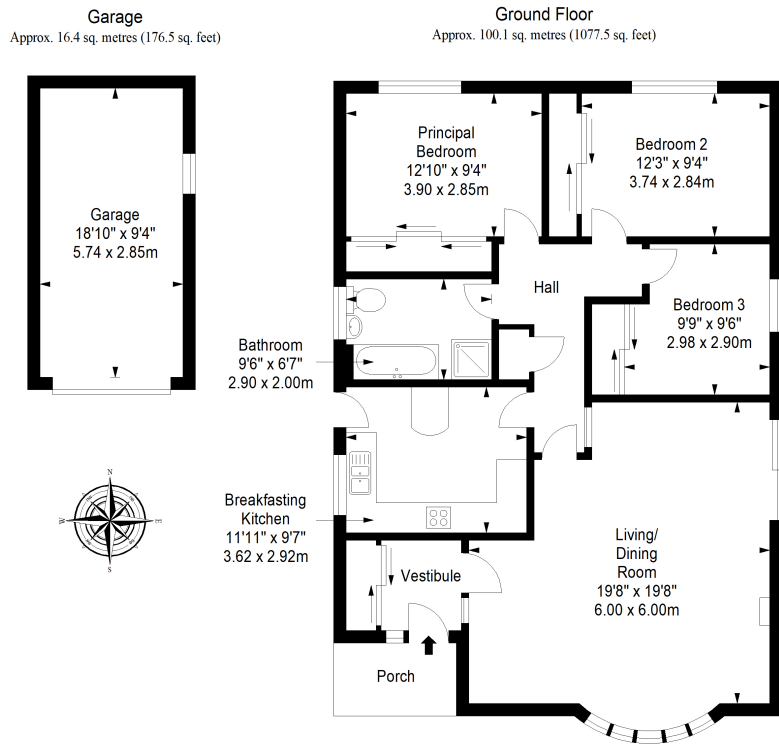 Garage
Approx. 16.4 sq. metres (176.5 sq. feet)
Ground Floor
Approx. 100.1 sq. metres (1077.5 sq. feet)
Garage
18'10" x 9'4"
5.74 x 2.85m
Principal
Bedroom
12'10" x 9'4"
3.90 x 2.85m
Bedroom 2
12'3" x 9'4"
3.74 x 2.84m
Hall
Bedroom 3
9'9" x 9'6"
2.98 x 2.90m
Bathroom
9'6" x 6'7"
2.90 x 2.00m
Breakfasting
Kitchen
11'11" x 9'7"
3.62 x 2.92m
Living/
Dining
Room
19'8" x 19'8"
6.00 x 6.00m
Vestibule
Porch
N
W
E
S